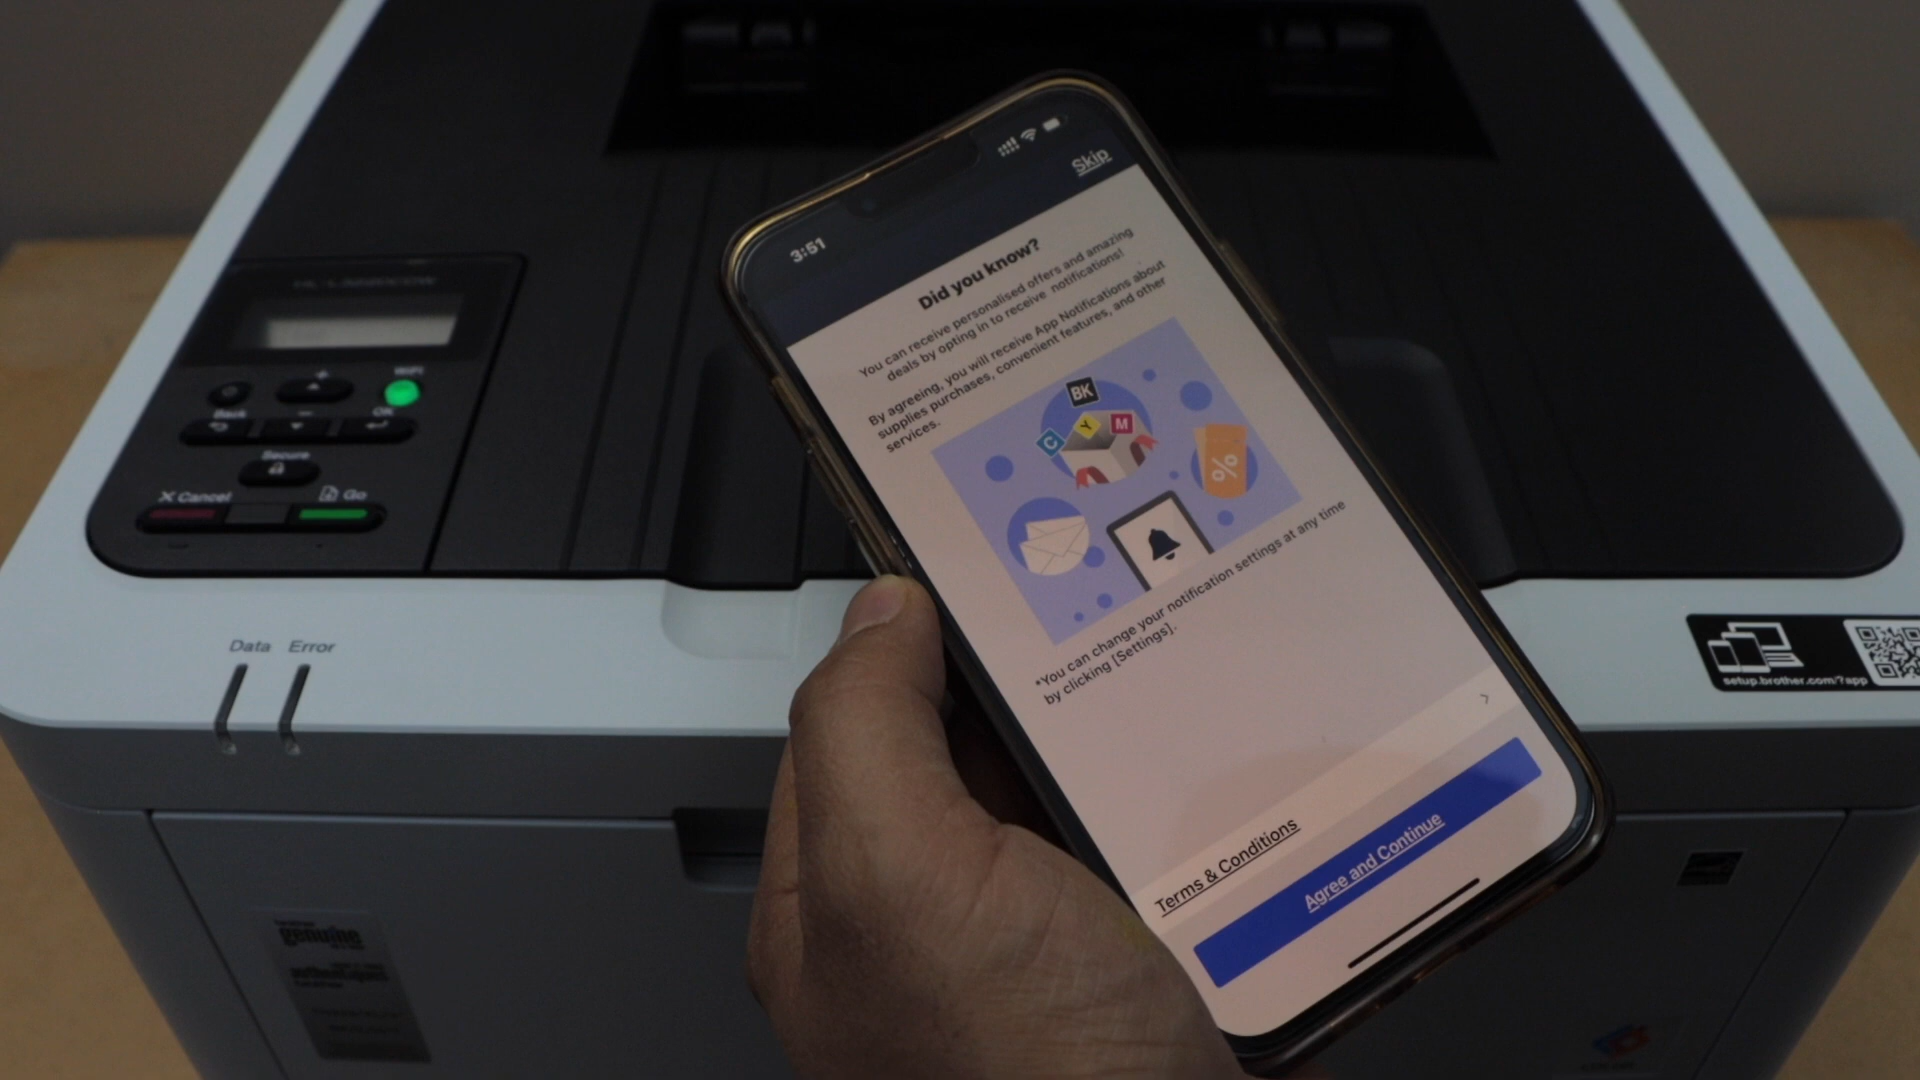 3:51
Skip
Did you know?
You can receive personalised offers and amazing
deals by opting in to receive notifications!
By agreeing, you will receive App Notifications about
supplies purchases, convenient features, and other
services.
BK
C
Y
M
%
*You can change your notification settings at any time
by clicking [Settings].
Terms & Conditions
Agree and Continue
WiFi
Back
OK
Secure
Cancel
Go
Data Error
setup.brother.com/?app
genuine